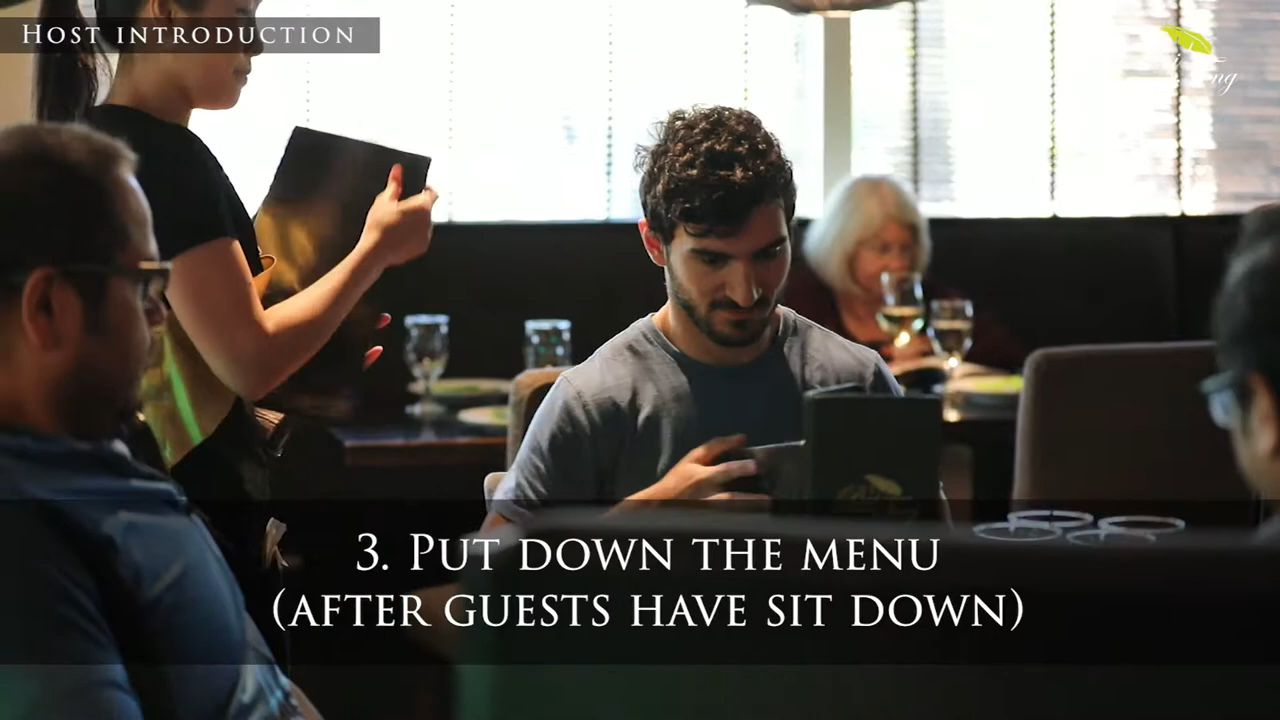 Host introduction
3. Put down the menu
(after guests have sit down)